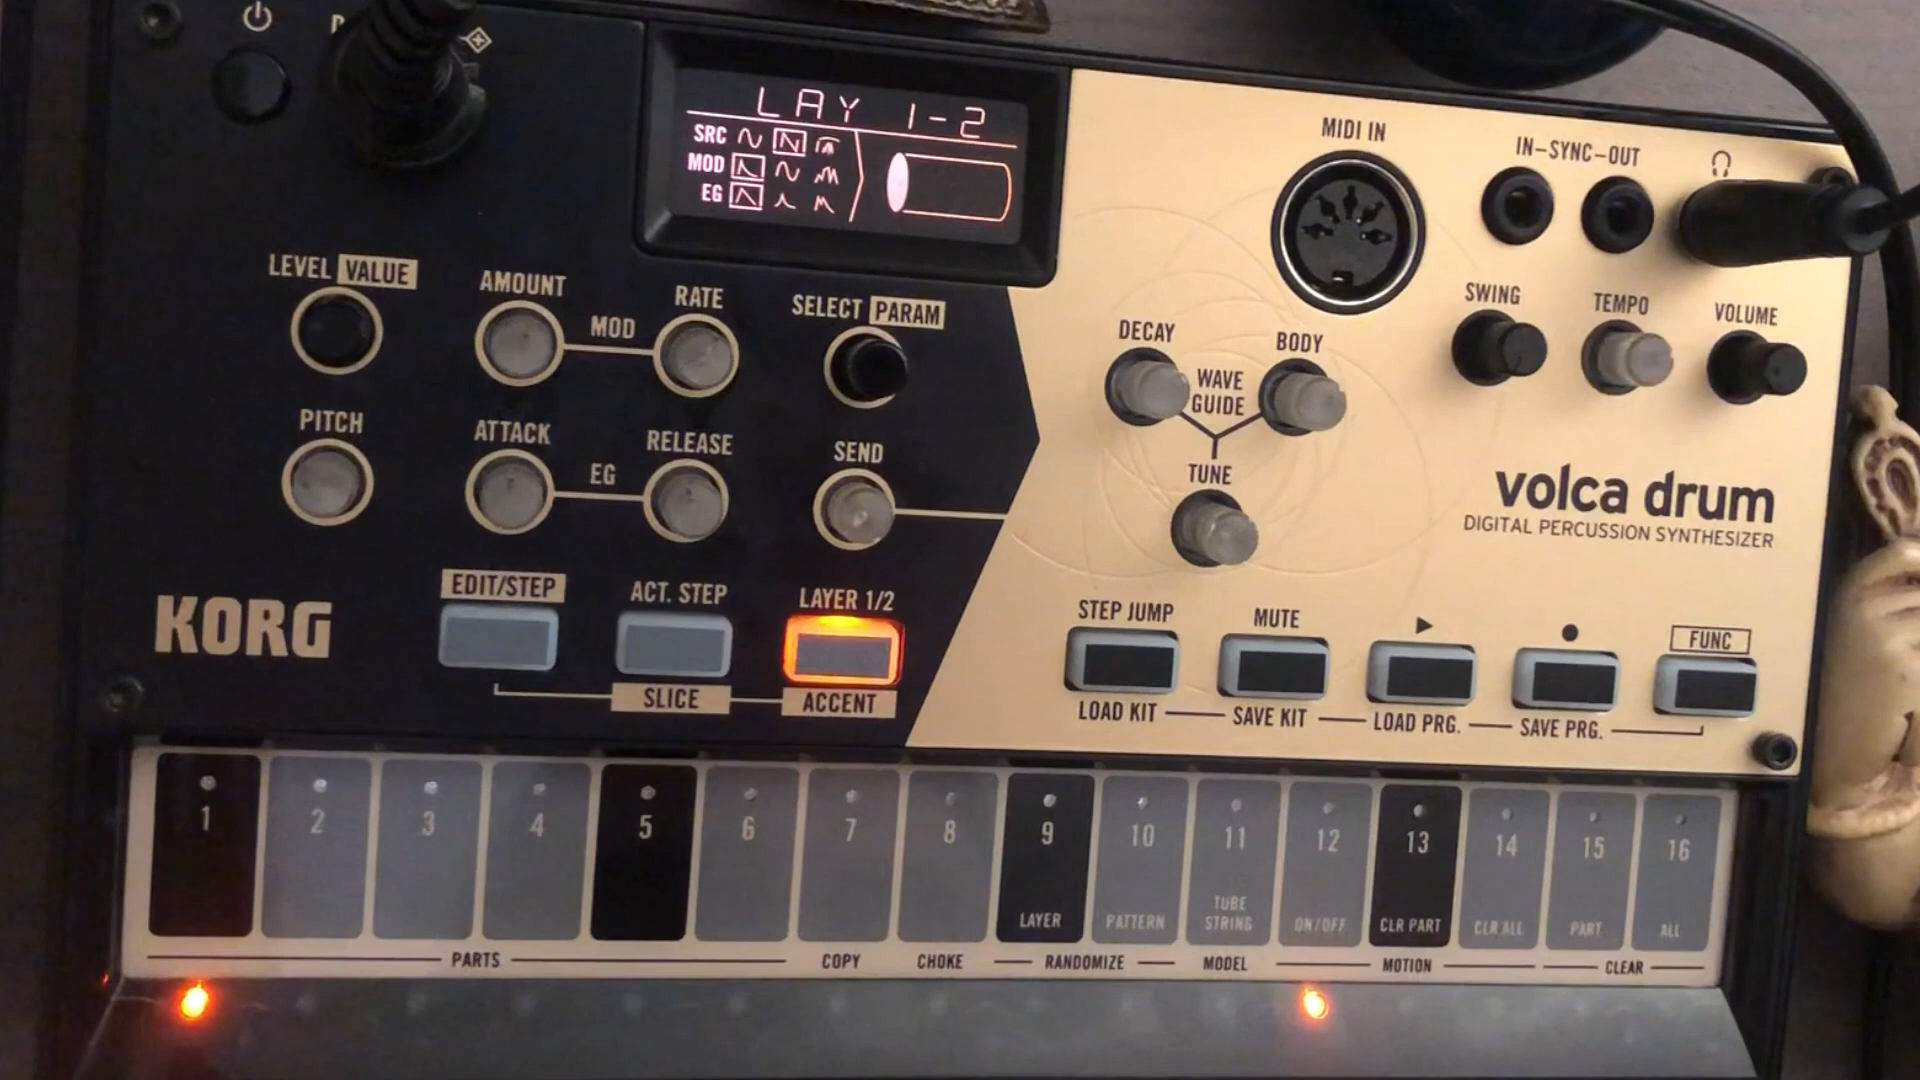 LAY 1-2
SRC
MOD
EG
MIDI IN
IN-SYNC-OUT
LEVEL VALUE
AMOUNT
MOD
RATE
SELECT PARAM
SWING
TEMPO
VOLUME
DECAY
BODY
WAVE
GUIDE
TUNE
PITCH
ATTACK
EG
RELEASE
SEND
volca drum
DIGITAL PERCUSSION SYNTHESIZER
KORG
EDIT/STEP
ACT. STEP
LAYER 1/2
STEP JUMP
MUTE
FUNC
SLICE
ACCENT
LOAD KIT
SAVE KIT
LOAD PRG.
SAVE PRG.
1 2 3 4 5 6 7 8 9 10 11 12 13 14 15 16
LAYER
PATTERN
TUBE
STRING
ON/OFF
CLR PART
CLR ALL
PART
ALL
PARTS
COPY
CHOKE
RANDOMIZE
MODEL
MOTION
CLEAR